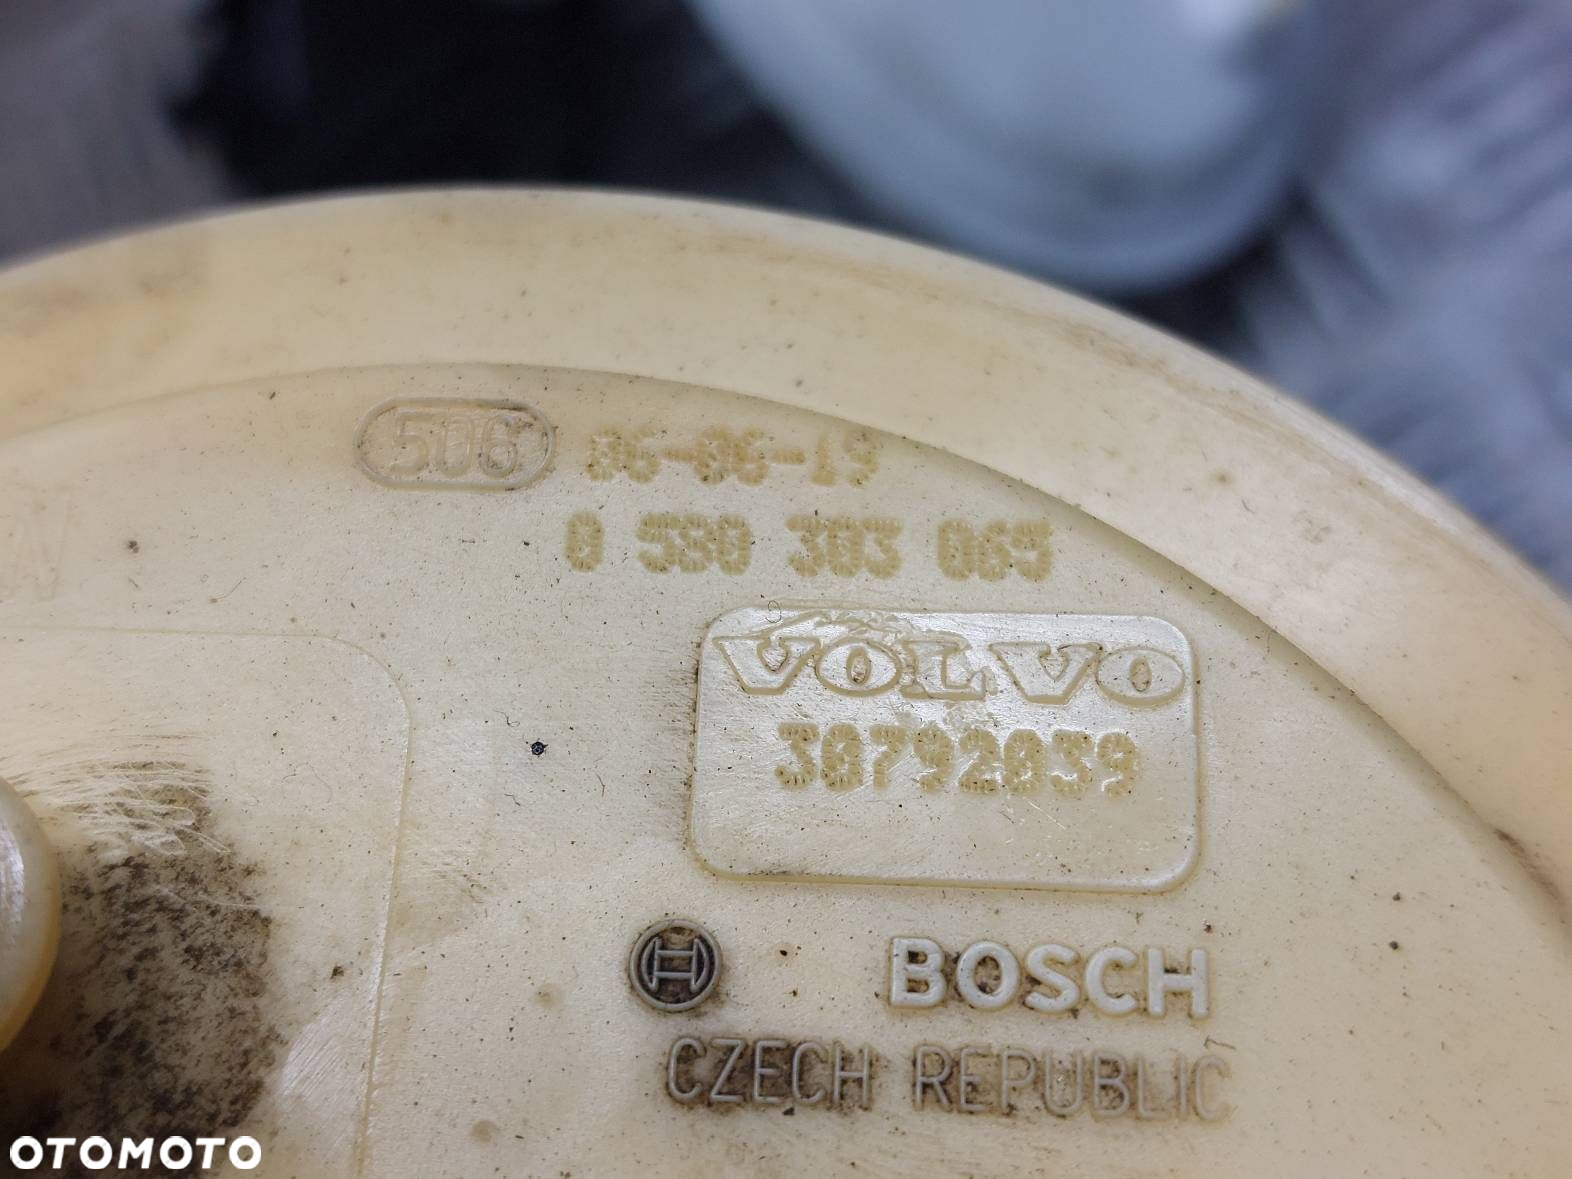 506 06-06-19
0 580 303 065
VOLVO
30792039
BOSCH
CZECH REPUBLIC
OTOMOTO